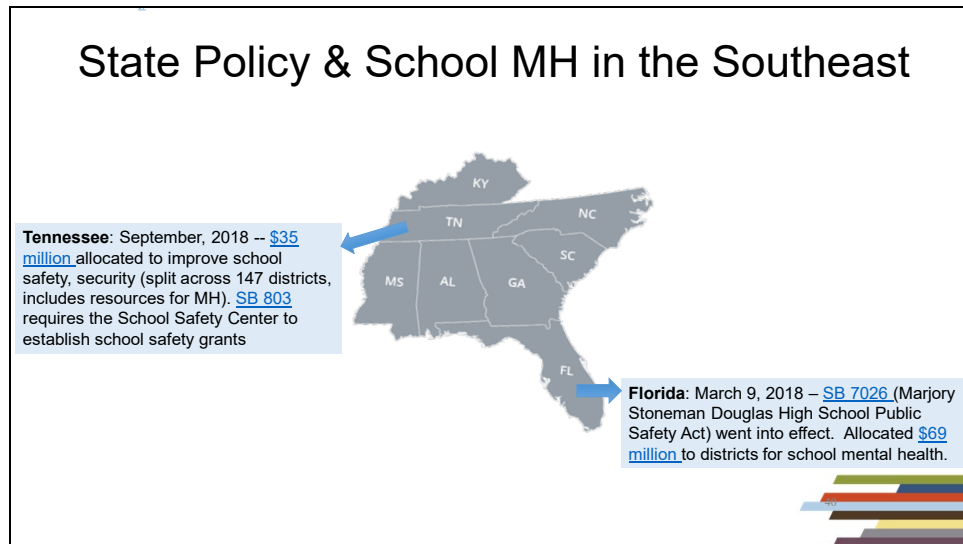 State Policy & School MH in the Southeast
KY
TN
NC
SC
MS
AL
GA
FL
Tennessee: September, 2018 -- $35
million allocated to improve school
safety, security (split across 147 districts,
includes resources for MH). SB 803
requires the School Safety Center to
establish school safety grants
Florida: March 9, 2018 – SB 7026 (Marjory
Stoneman Douglas High School Public
Safety Act) went into effect.  Allocated $69
million to districts for school mental health.